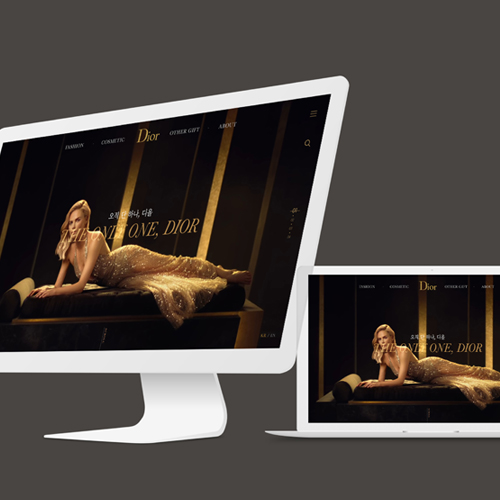 FASHION COSMETIC Dior OTHER GIFT ABOUT
오직 단 하나, 디올
THE ONLY ONE, DIOR
FASHION COSMETIC Dior OTHER GIFT
오직 단 하나, 디올
THE ONLY ONE, DIOR